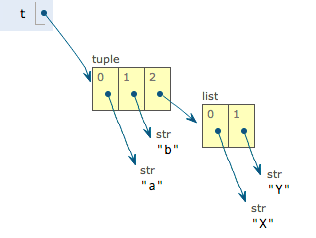 t
tuple
0 1 2
list
0 1
str
"b"
str
"a"
str
"Y"
str
"X"